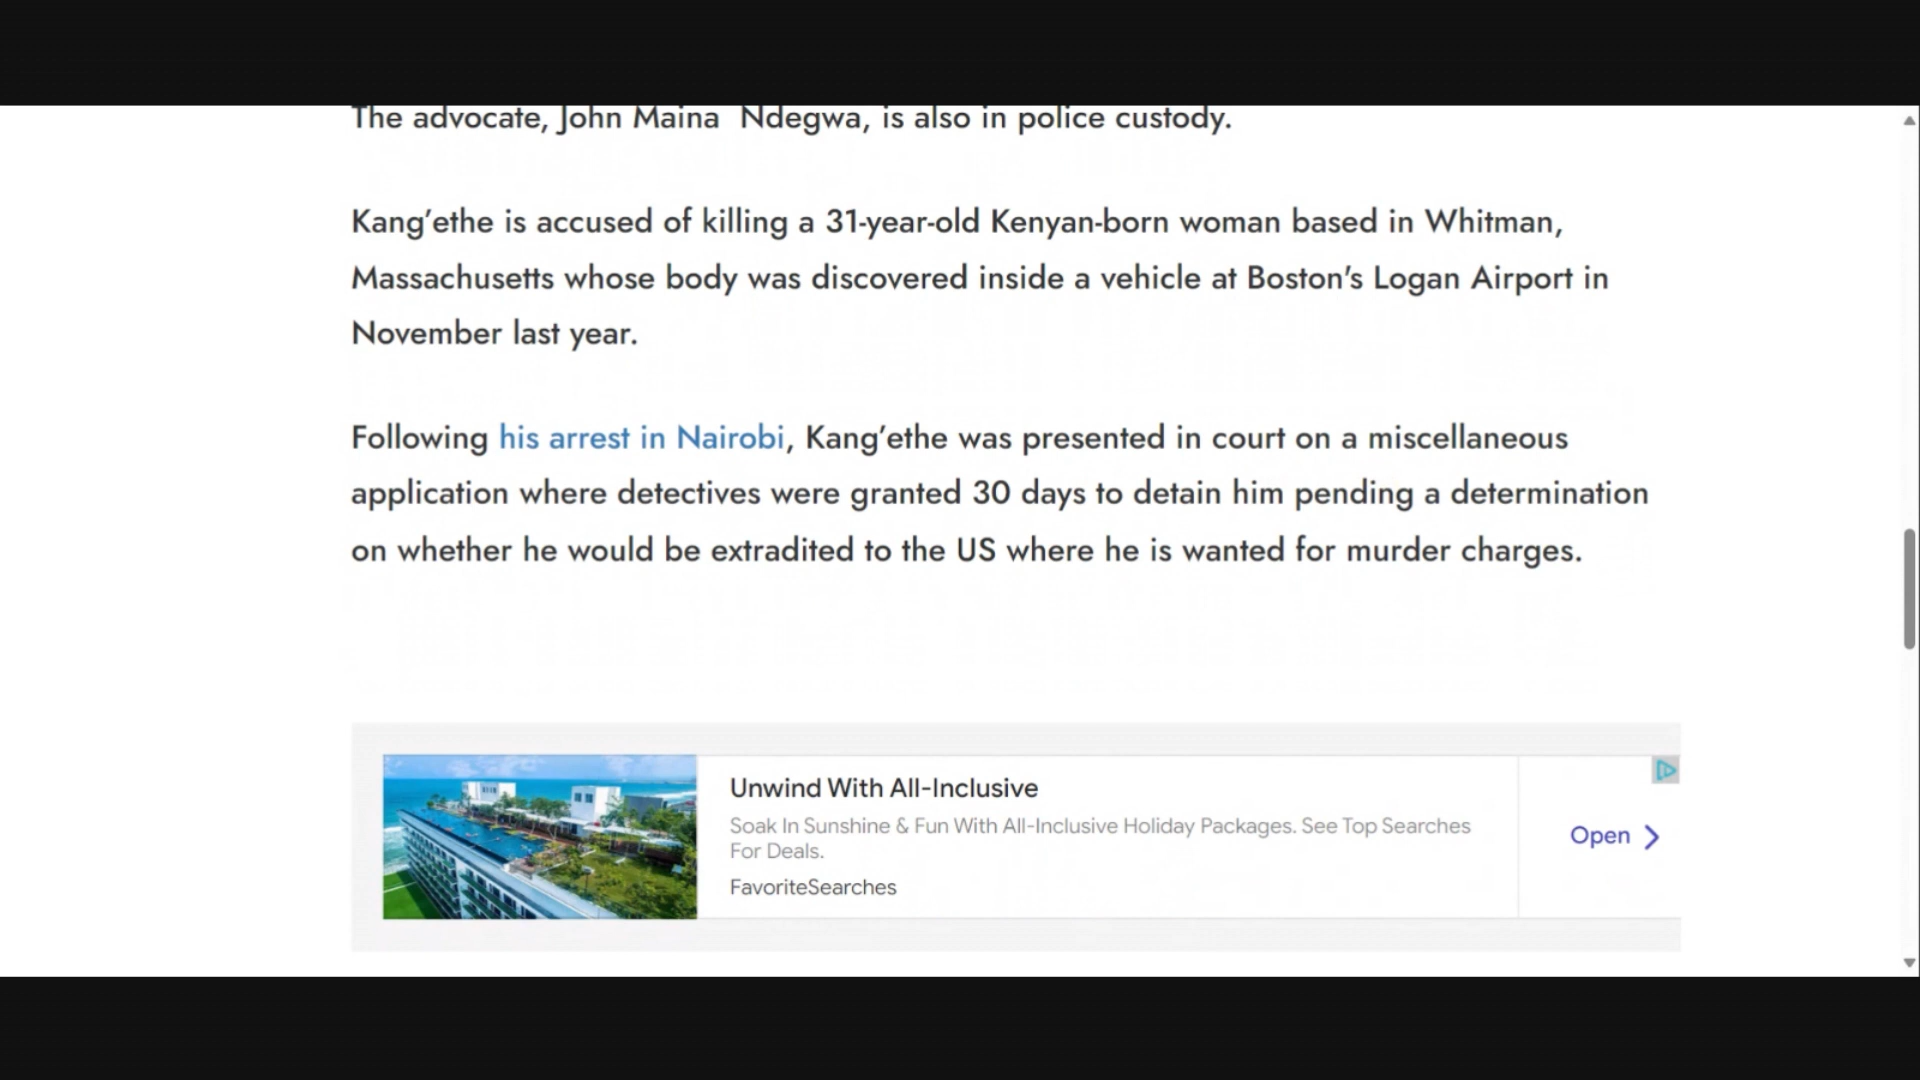 The advocate, John Maina Ndegwa, is also in police custody.
Kang’ethe is accused of killing a 31-year-old Kenyan-born woman based in Whitman,
Massachusetts whose body was discovered inside a vehicle at Boston’s Logan Airport in
November last year.
Following his arrest in Nairobi, Kang’ethe was presented in court on a miscellaneous
application where detectives were granted 30 days to detain him pending a determination
on whether he would be extradited to the US where he is wanted for murder charges.
Unwind With All-Inclusive
Soak In Sunshine & Fun With All-Inclusive Holiday Packages. See Top Searches
For Deals.
FavoriteSearches
Open